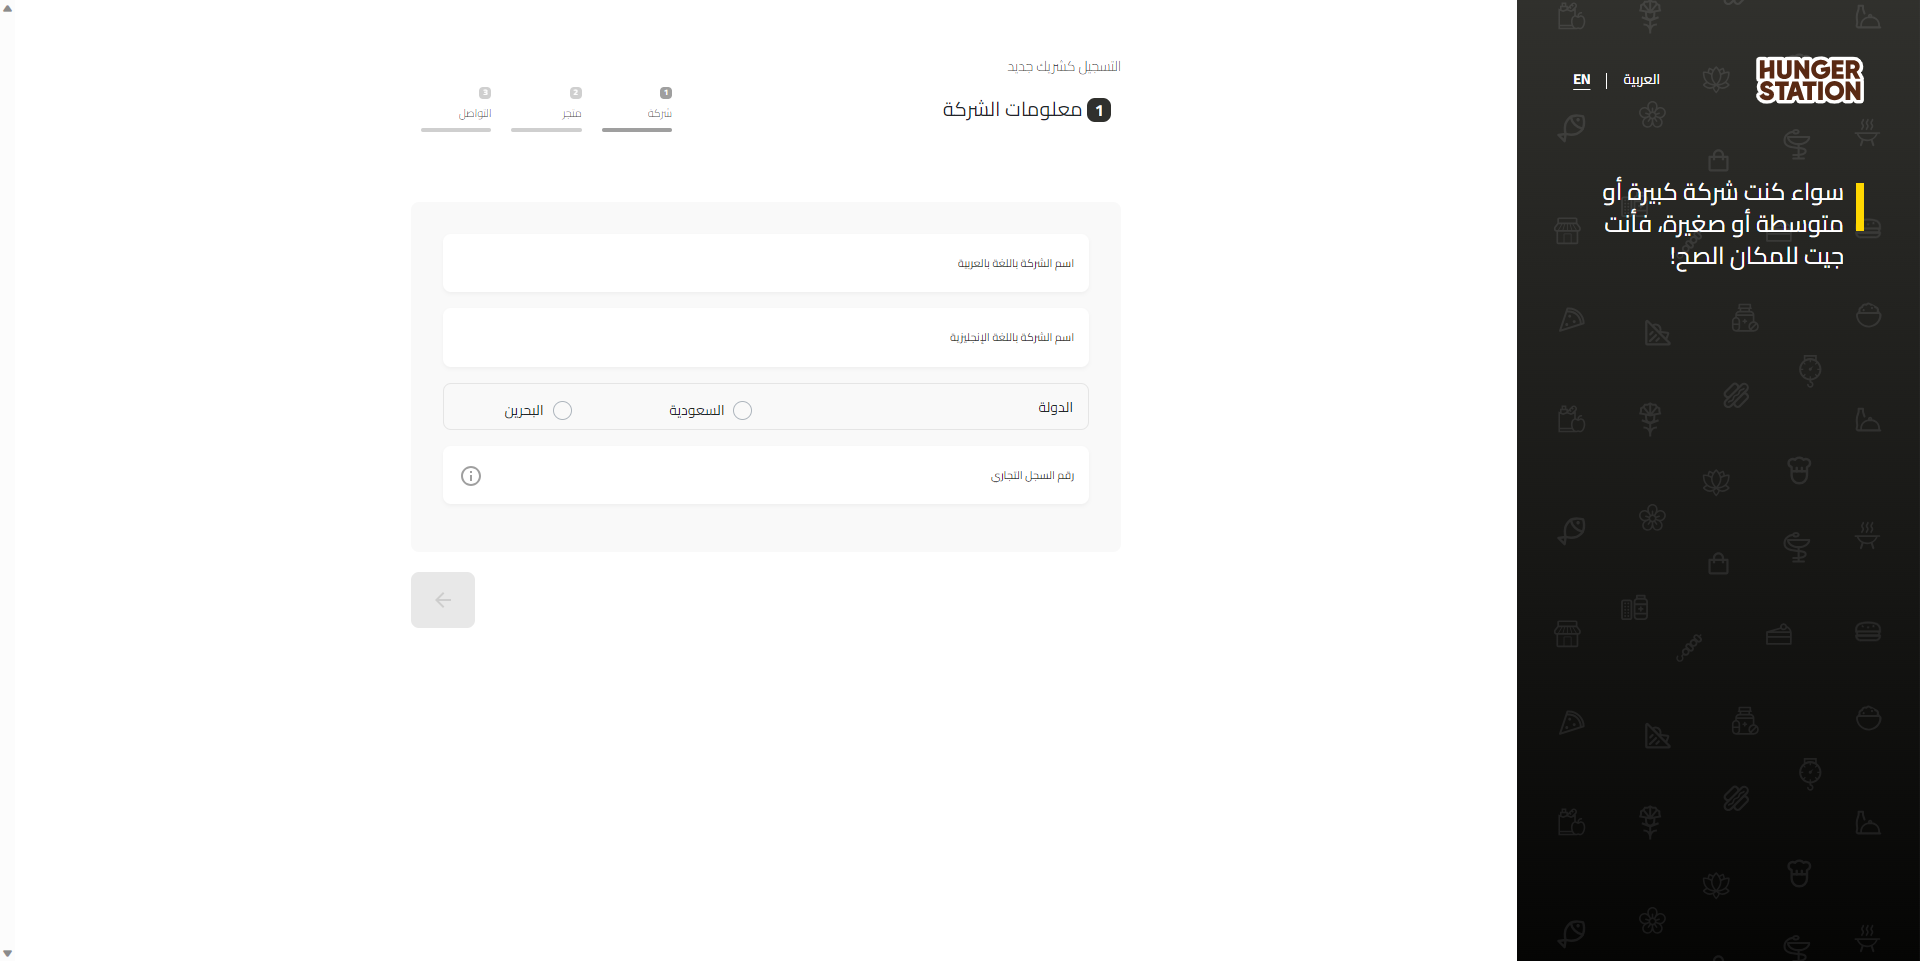 HUNGER
STATION
العربية
EN
سواء كنت شركة كبيرة أو
متوسطة أو صغيرة، فأنت
جيت للمكان الصح!
التسجيل كشريك جديد
1 معلومات الشركة
1
شركة
2
متجر
3
التواصل
اسم الشركة باللغة بالعربية
اسم الشركة باللغة الإنجليزية
الدولة
السعودية
البحرين
رقم السجل التجاري